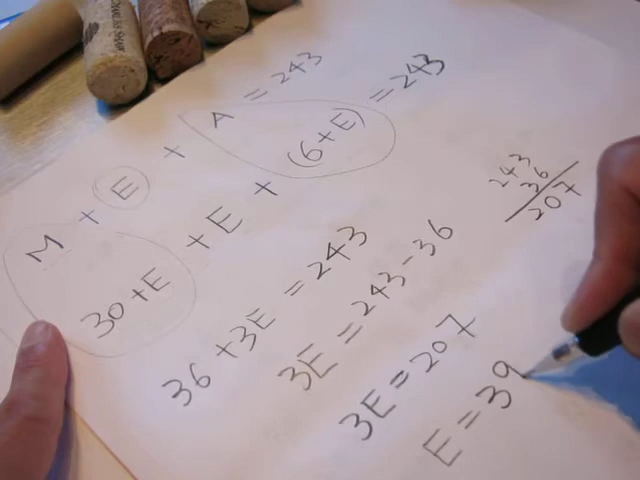 M + E + A = 243
30+E + E + (6+E) = 243
36 + 3E = 243
3E = 243 - 36
3E = 207
E = 39
243
36
207